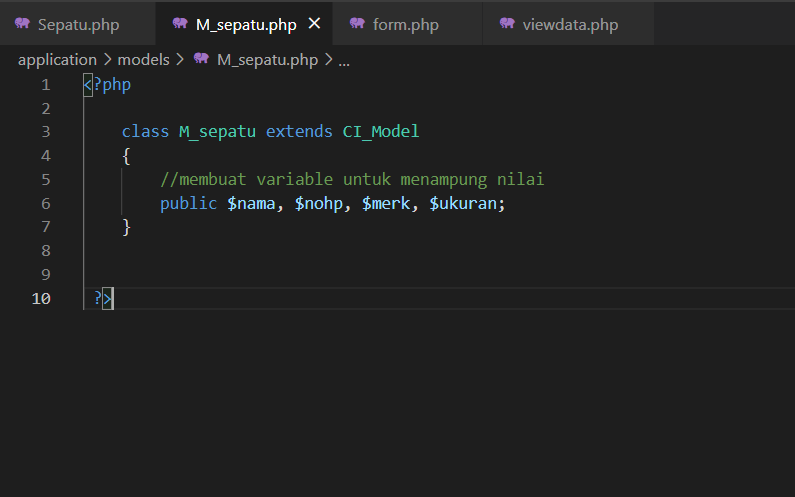 Sepatu.php M_sepatu.php × form.php viewdata.php
application > models > M_sepatu.php > ...
1 <?php
2
3 class M_sepatu extends CI_Model
4 {
5 //membuat variable untuk menampung nilai
6 public $nama, $nohp, $merk, $ukuran;
7 }
8
9
10 ?>